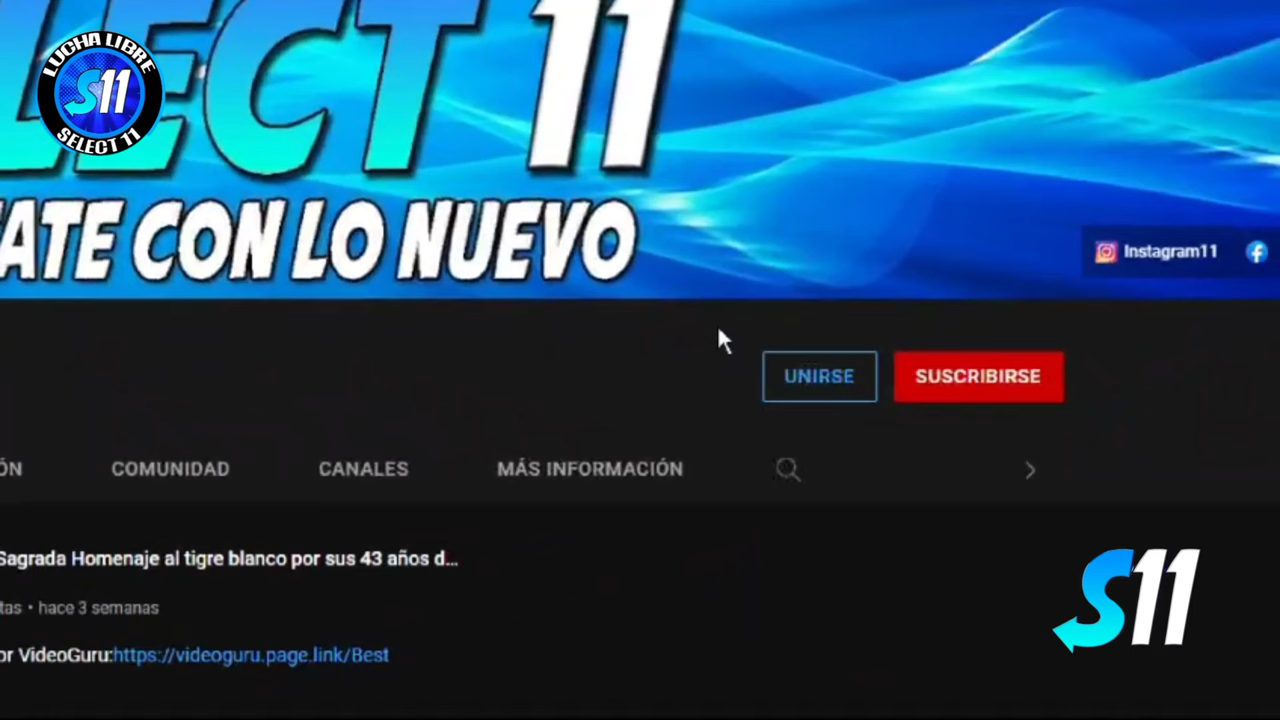 LECT 11
LUCHA LIBRE
S11
SELECT 11
ATE CON LO NUEVO
Instagram11
UNIRSE
SUSCRIBIRSE
ÓN
COMUNIDAD
CANALES
MÁS INFORMACIÓN
Sagrada Homenaje al tigre blanco por sus 43 años d...
tas • hace 3 semanas
or VideoGuru:https://videoguru.page.link/Best
S11